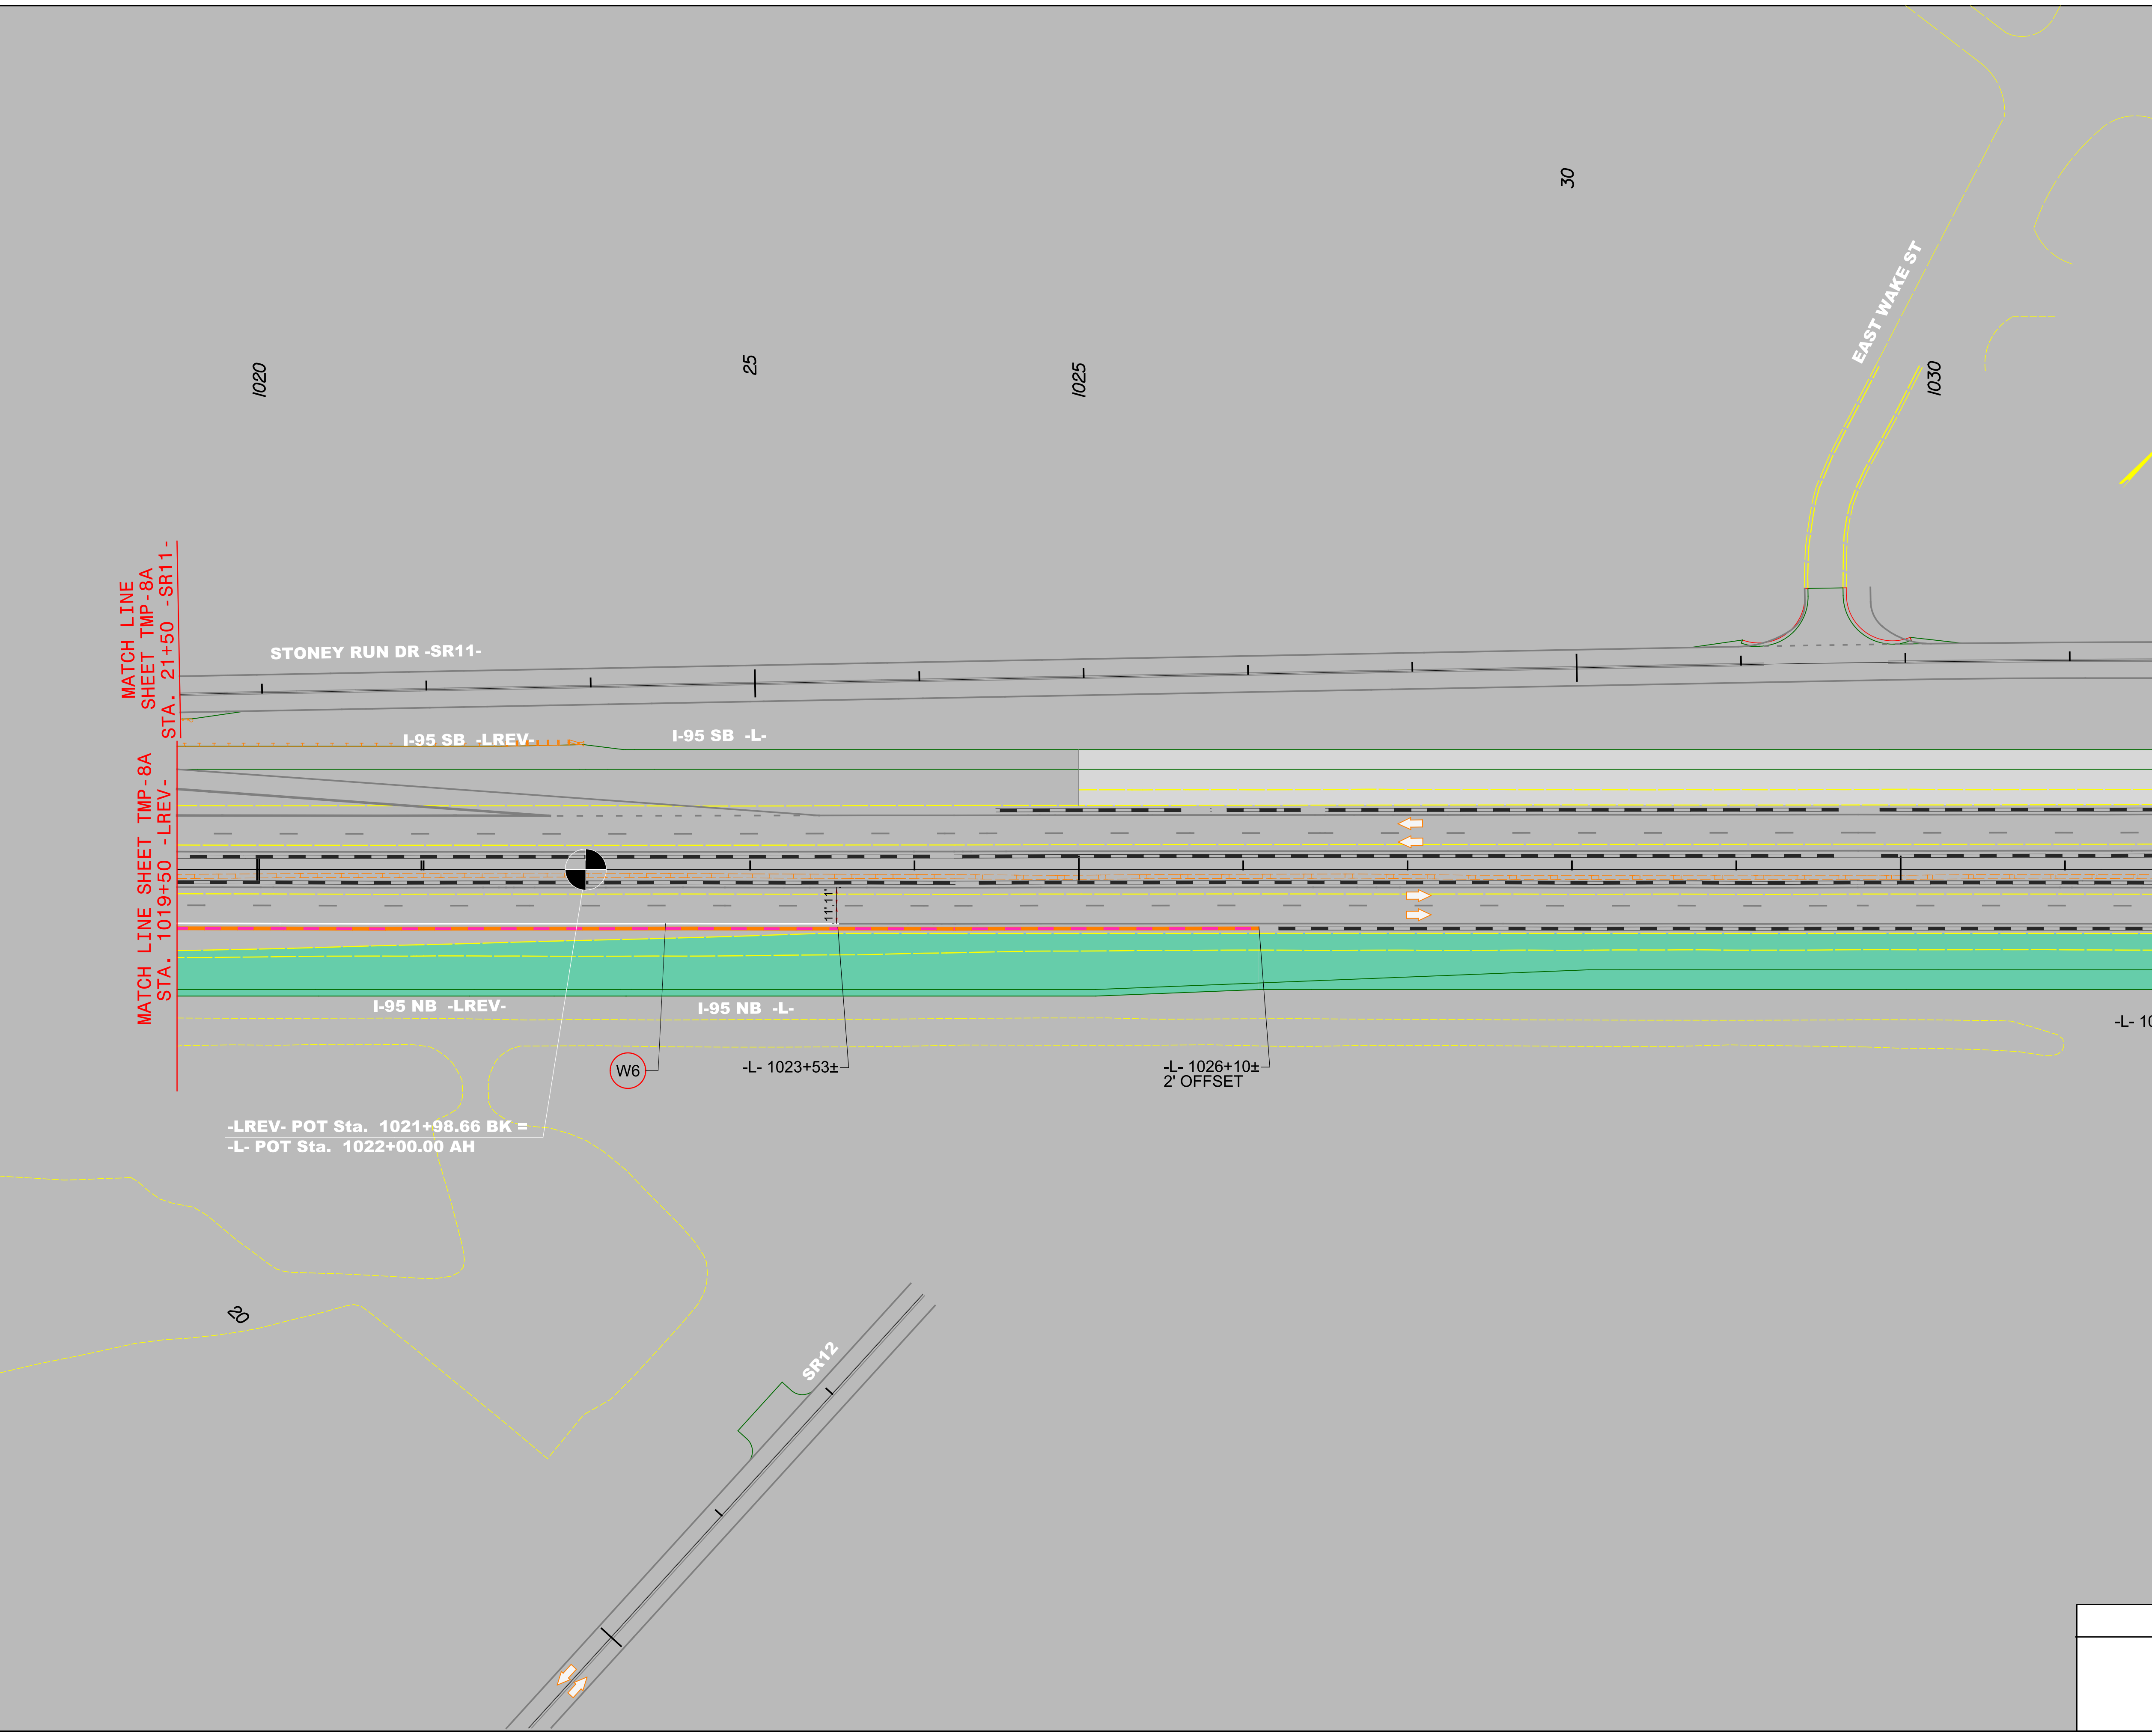 30
EAST WAKE ST
1020
25
1025
1030
MATCH LINE
SHEET TMP-8A
STA. 21+50 -SR11-
STONEY RUN DR -SR11-
I-95 SB -LREV-
I-95 SB -L-
MATCH LINE SHEET TMP-8A
STA. 1019+50 -LREV-
11' 11'
I-95 NB -LREV-
I-95 NB -L-
-L- 10
W6
-L- 1023+53±
-L- 1026+10±
2' OFFSET
-LREV- POT Sta. 1021+98.66 BK =
-L- POT Sta. 1022+00.00 AH
20
SR12